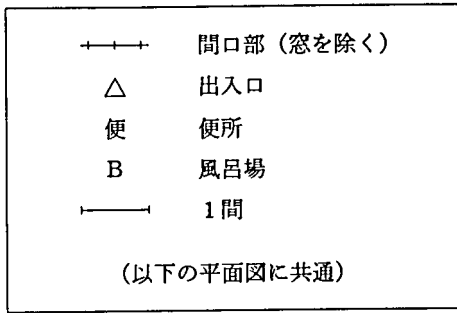 間口部（窓を除く）
△ 出入口
便 便所
B 風呂場
1間
（以下の平面図に共通）